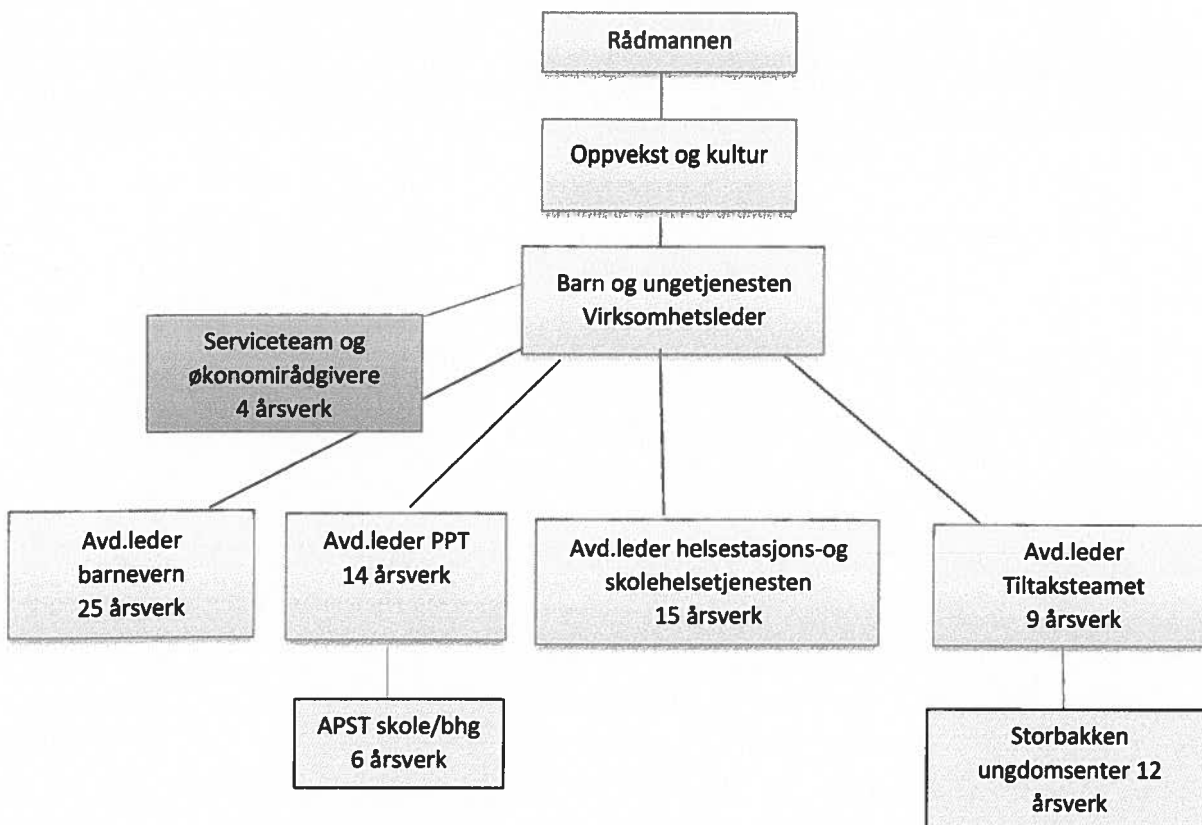 Rådmannen
Oppvekst og kultur
Barn og ungetjenesten
Virksomhetsleder
Serviceteam og
økonomirådgivere
4 årsverk
Avd.leder
barnevern
25 årsverk
Avd.leder PPT
14 årsverk
Avd.leder helsestasjons-og
skolehelsetjenesten
15 årsverk
Avd.leder
Tiltaksteamet
9 årsverk
APST skole/bhg
6 årsverk
Storbakken
ungdomsenter 12
årsverk